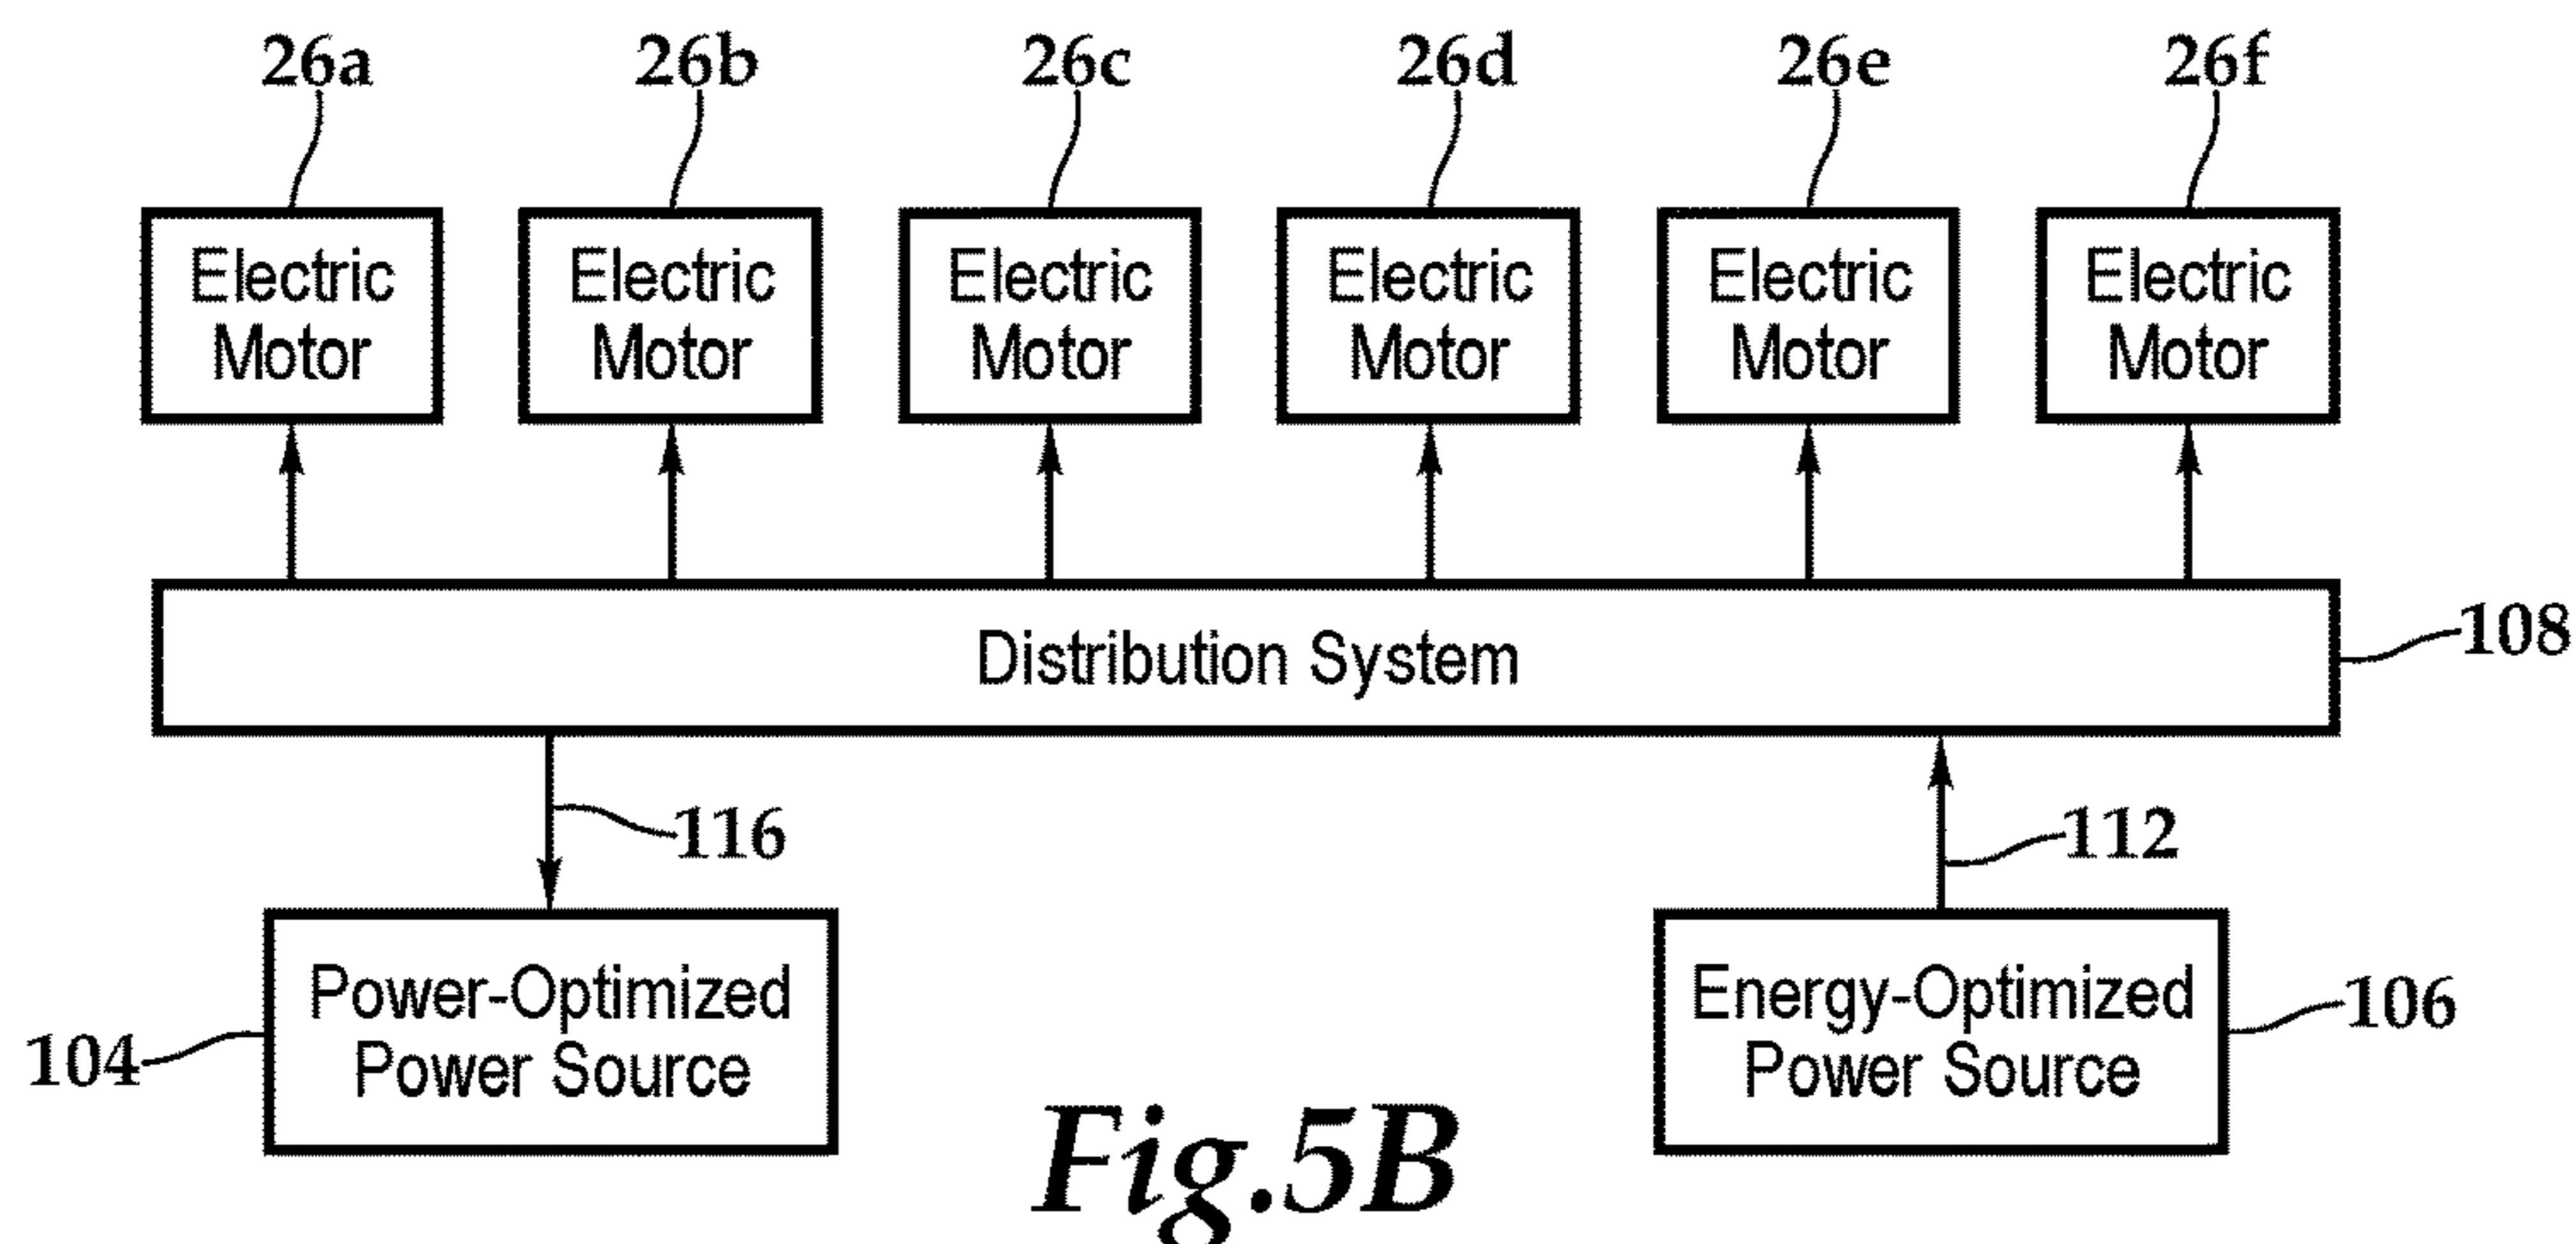 26a 26b 26c 26d 26e 26f
Electric Electric Electric Electric Electric Electric
Motor Motor Motor Motor Motor Motor
Distribution System
108
116
112
Power-Optimized
Power Source
104
Energy-Optimized
Power Source
106
Fig.5B